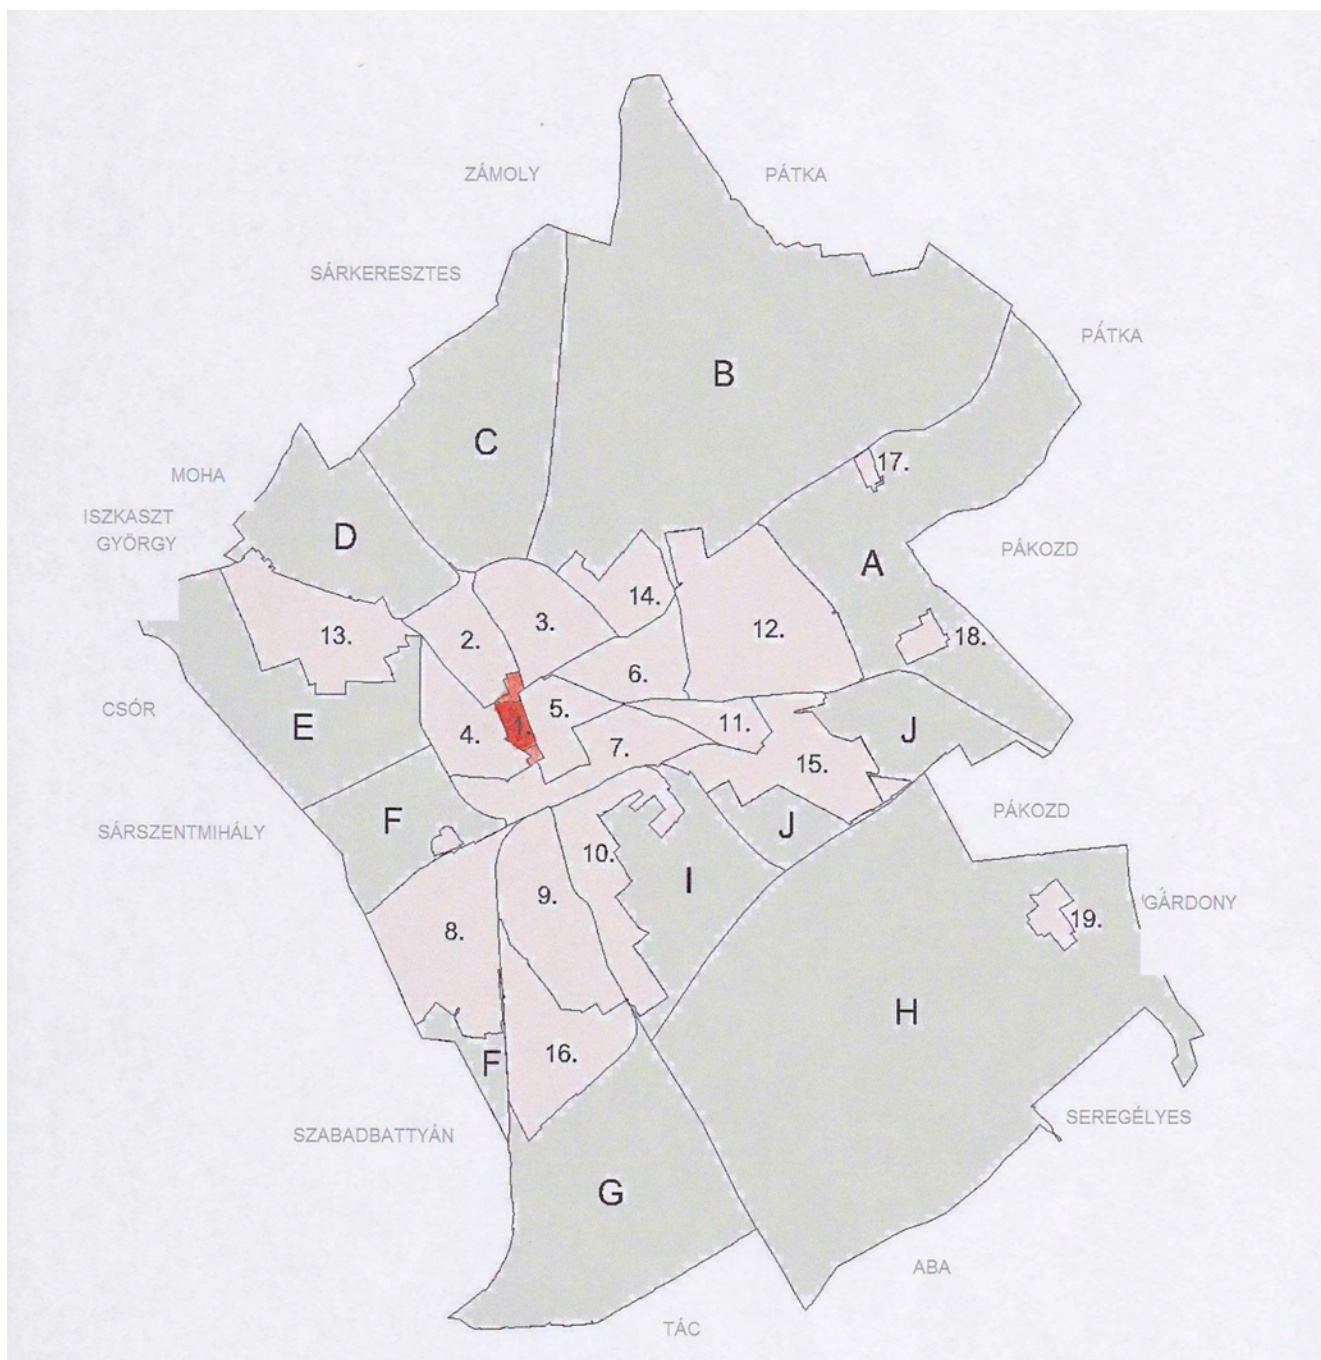 ZÁMOLY
PÁTKA
SÁRKERESZTES
PÁTKA
B
C
17.
MOHA
ISZKASZT
GYÖRGY
D
PÁKOZD
A
14.
3.
12.
13.
2.
18.
6.
CSÓR
E
5.
1.
4.
11.
J
7.
15.
PÁKOZD
F
J
SÁRSZENTMIHÁLY
10.
I
9.
GÁRDONY
19.
8.
H
16.
F
SEREGÉLYES
SZABADBATTYÁN
G
ABA
TÁC